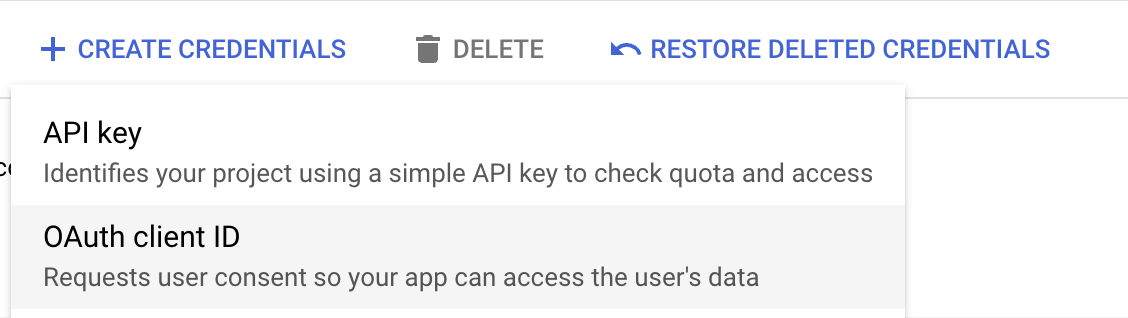 CREATE CREDENTIALS DELETE RESTORE DELETED CREDENTIALS
API key
Identifies your project using a simple API key to check quota and access
OAuth client ID
Requests user consent so your app can access the user's data